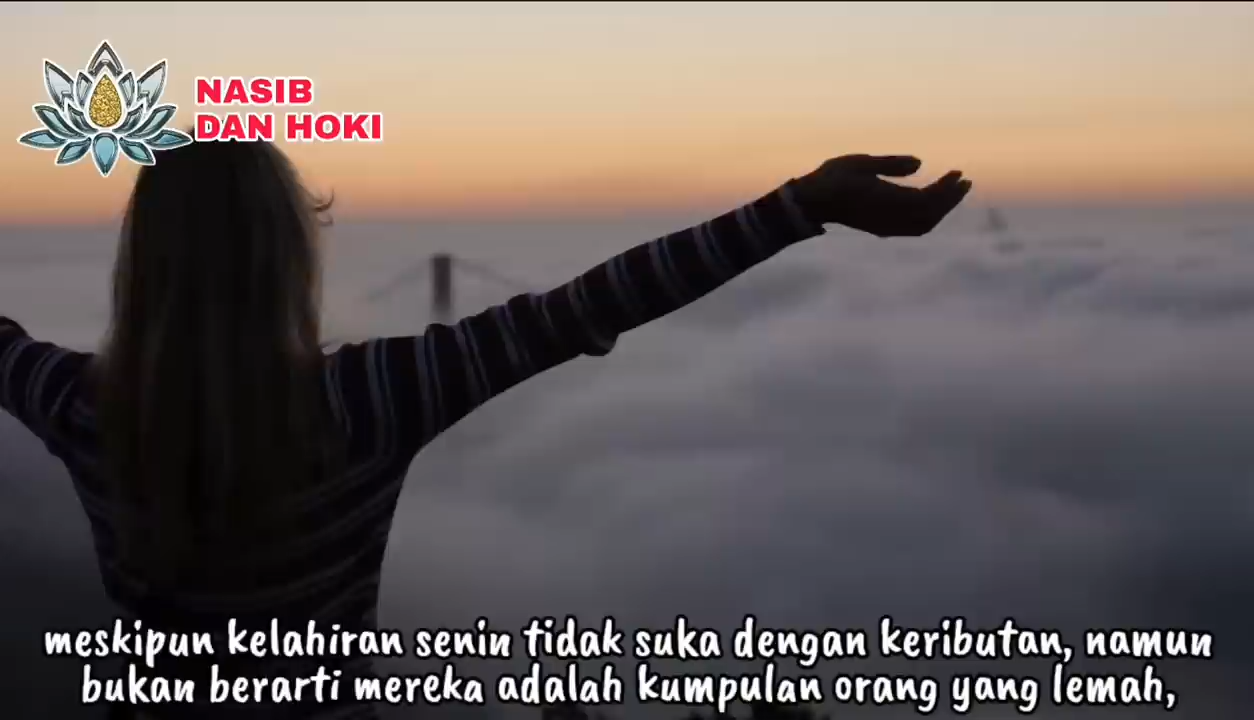 NASIB
DAN HOKI
meskipun kelahiran senin tidak suka dengan keributan, namun
bukan berarti mereka adalah kumpulan orang yang lemah,